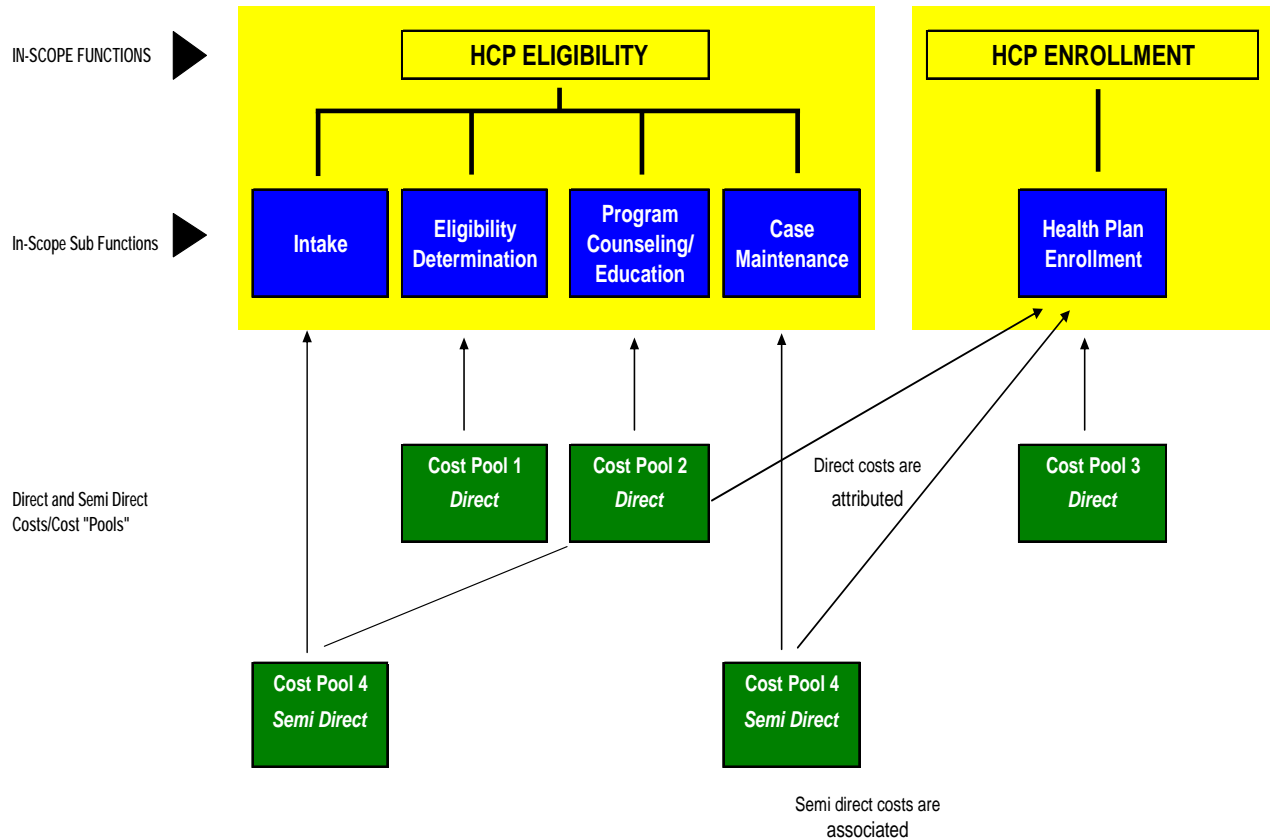 IN-SCOPE FUNCTIONS
HCP ELIGIBILITY
HCP ENROLLMENT
In-Scope Sub Functions
Intake
Eligibility
Determination
Program
Counseling/
Education
Case
Maintenance
Health Plan
Enrollment
Direct and Semi Direct
Costs/Cost "Pools"
Cost Pool 1
Direct
Cost Pool 2
Direct
Direct costs are
attributed
Cost Pool 3
Direct
Cost Pool 4
Semi Direct
Cost Pool 4
Semi Direct
Semi direct costs are
associated